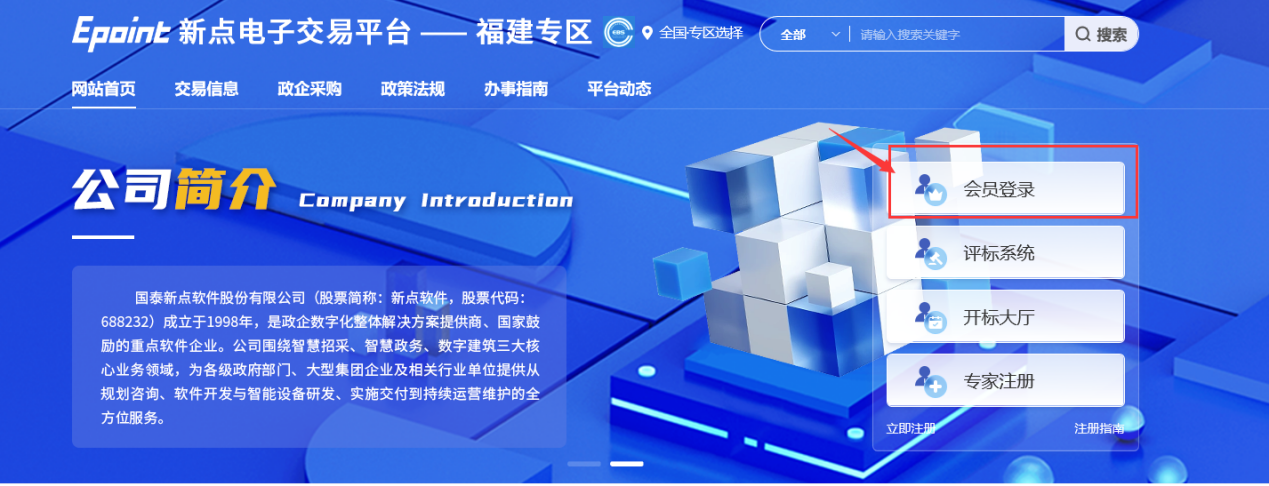 Epoint 新点电子交易平台 —— 福建专区 EBS 全国·专区选择 全部 请输入搜索关键字 搜索
网站首页 交易信息 政企采购 政策法规 办事指南 平台动态
公司简介 Company Introduction
国泰新点软件股份有限公司（股票简称：新点软件，股票代码：
688232）成立于1998年，是政企数字化整体解决方案提供商、国家鼓
励的重点软件企业。公司围绕智慧招采、智慧政务、数字建筑三大核
心业务领域，为各级政府部门、大型集团企业及相关行业单位提供从
规划咨询、软件开发与智能设备研发、实施交付到持续运营维护的全
方位服务。
会员登录
评标系统
开标大厅
专家注册
立即注册 注册指南